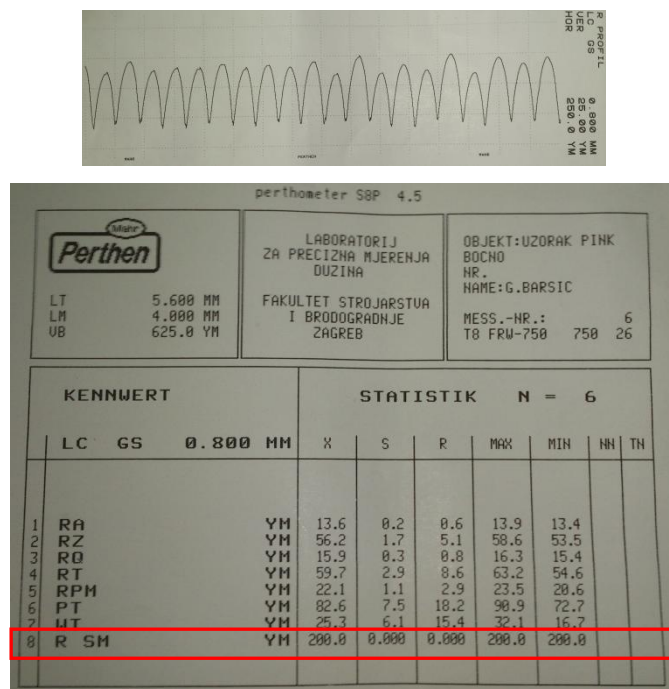 R PROFIL
LC GS 0.800 MM
VER 25.00 YM
HOR 250.0 YM
PERTHEN
perthometer S8P 4.5
Mahr
Perthen
LT 5.600 MM
LM 4.000 MM
VB 625.0 YM
LABORATORIJ
ZA PRECIZNA MJERENJA
DUZINA
FAKULTET STROJARSTVA
I BRODOGRADNJE
ZAGREB
OBJEKT:UZORAK PINK
BOCNO
NR.
NAME:G.BARSIC
MESS.-NR.: 6
T8 FRW-750 750 26
KENNWERT STATISTIK N = 6
LC GS 0.800 MM X S R MAX MIN NN TN
1 RA YM 13.6 0.2 0.6 13.9 13.4
2 RZ YM 56.2 1.7 5.1 58.6 53.5
3 RQ YM 15.9 0.3 0.8 16.3 15.4
4 RT YM 59.7 2.9 8.6 63.2 54.6
5 RPM YM 22.1 1.1 2.9 23.5 20.6
6 PT YM 82.6 7.5 18.2 90.9 72.7
7 WT YM 25.3 6.1 15.4 32.1 16.7
8 R SM YM 200.0 0.000 0.000 200.0 200.0